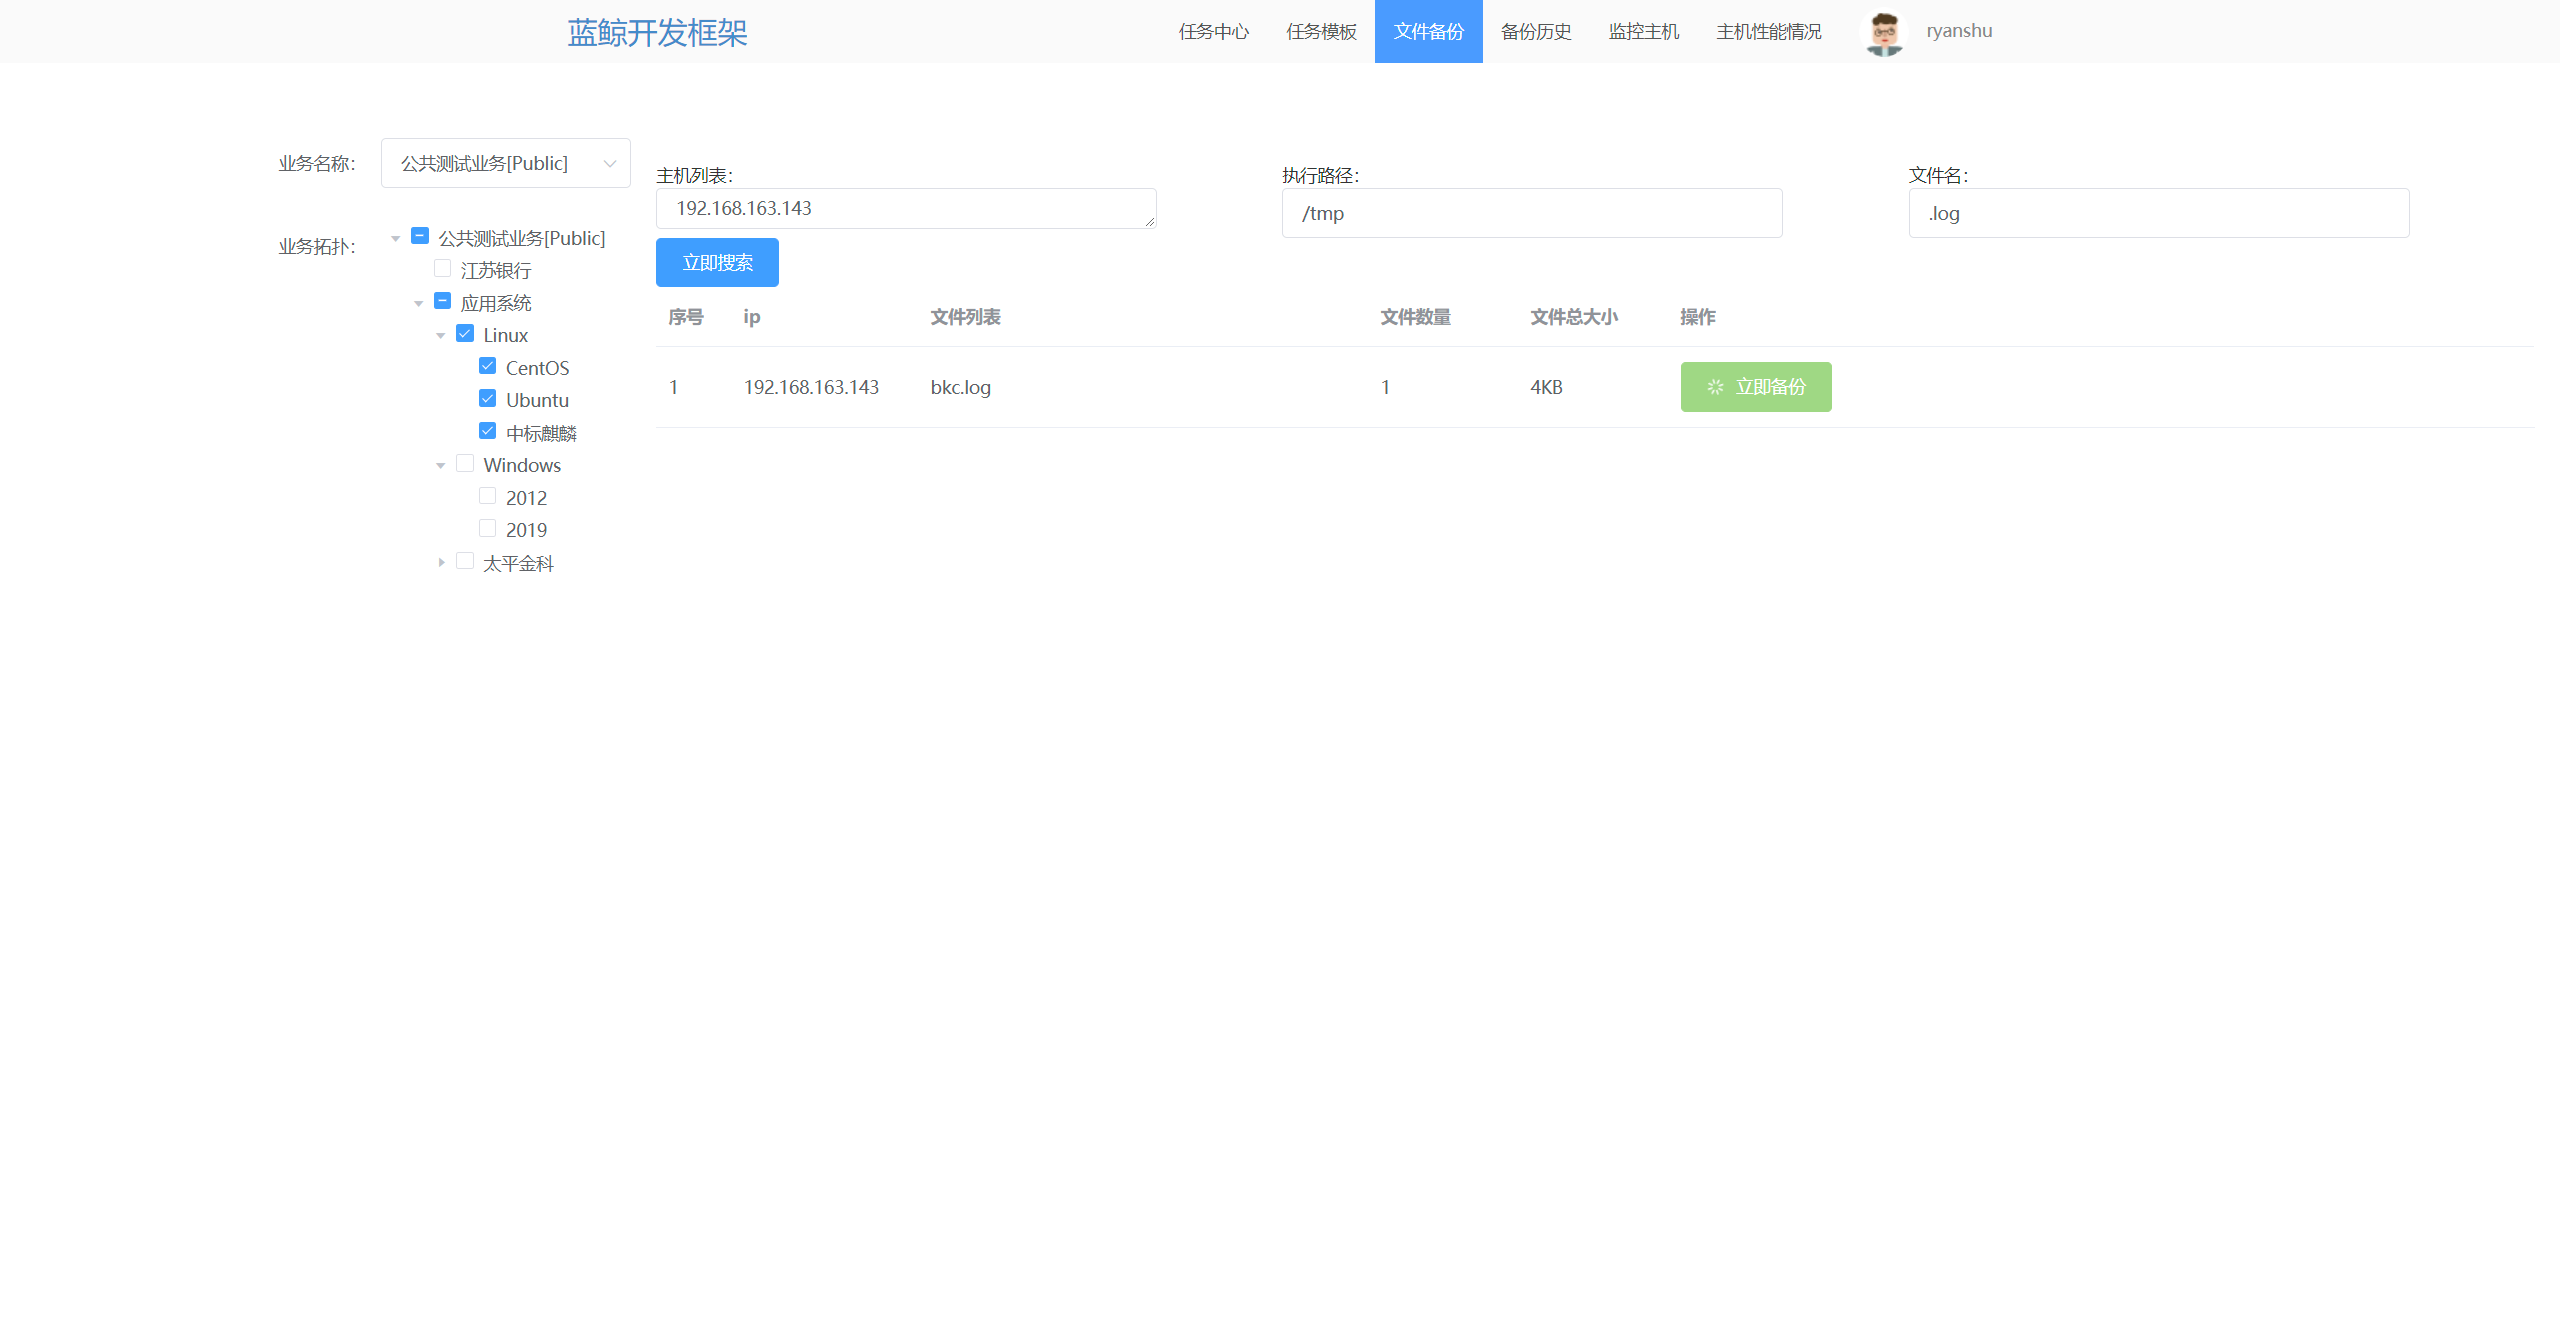 蓝鲸开发框架
任务中心 任务模板 文件备份 备份历史 监控主机 主机性能情况 ryanshu
业务名称： 公共测试业务[Public]
业务拓扑：
公共测试业务[Public]
江苏银行
应用系统
Linux
CentOS
Ubuntu
中标麒麟
Windows
2012
2019
太平金科
主机列表： 执行路径： 文件名：
192.168.163.143 /tmp .log
立即搜索
序号 ip 文件列表 文件数量 文件总大小 操作
1 192.168.163.143 bkc.log 1 4KB 立即备份